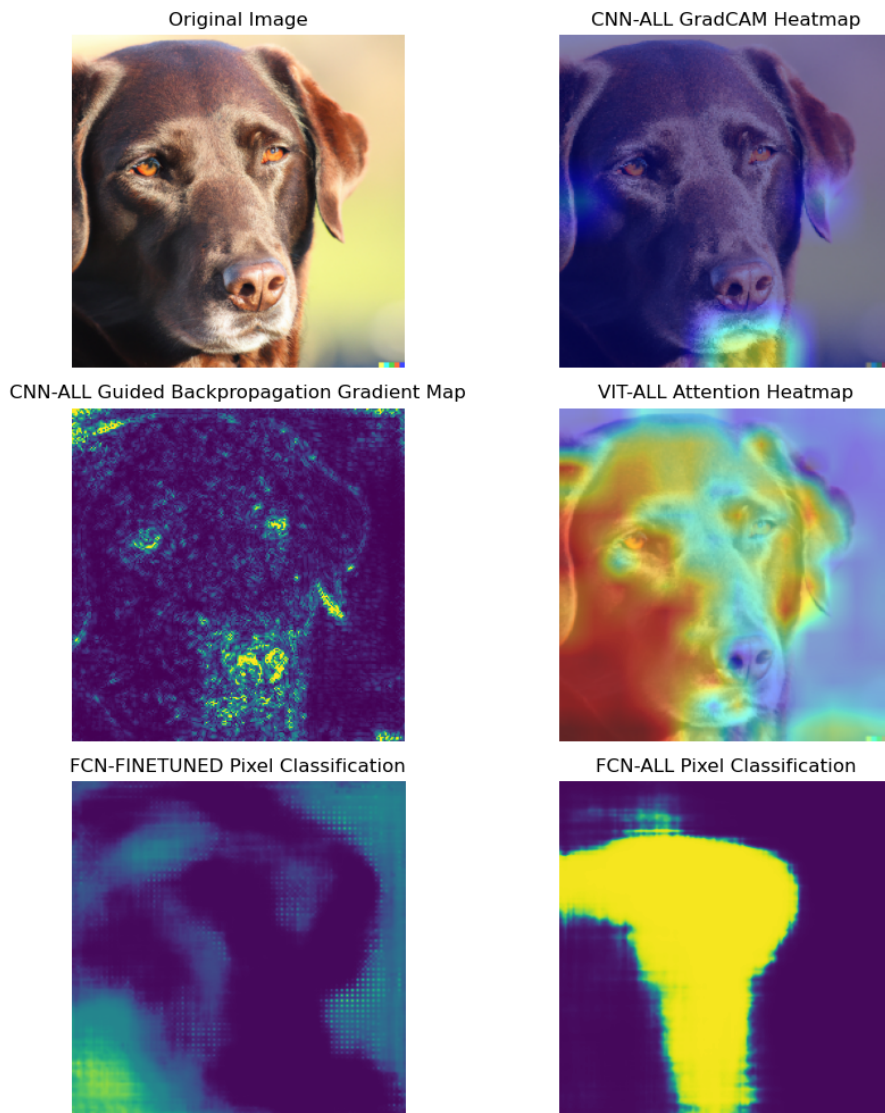 Original Image
CNN-ALL GradCAM Heatmap
CNN-ALL Guided Backpropagation Gradient Map
VIT-ALL Attention Heatmap
FCN-FINETUNED Pixel Classification
FCN-ALL Pixel Classification